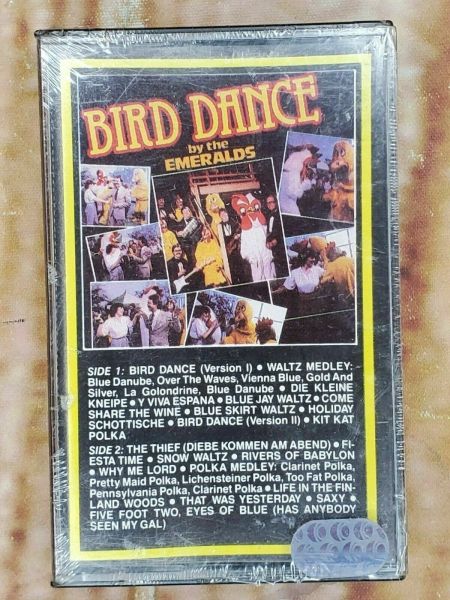 BIRD DANCE
by the
EMERALDS
SIDE 1: BIRD DANCE (Version I) • WALTZ MEDLEY:
Blue Danube, Over The Waves, Vienna Blue, Gold And
Silver, La Golondrine, Blue Danube • DIE KLEINE
KNEIPE • Y VIVA ESPANA • BLUE JAY WALTZ • COME
SHARE THE WINE • BLUE SKIRT WALTZ • HOLIDAY
SCHOTTISCHE • BIRD DANCE (Version II) • KIT KAT
POLKA
SIDE 2: THE THIEF (DIEBE KOMMEN AM ABEND) • FI-
ESTA TIME • SNOW WALTZ • RIVERS OF BABYLON
• WHY ME LORD • POLKA MEDLEY: Clarinet Polka,
Pretty Maid Polka, Lichensteiner Polka, Too Fat Polka,
Pennsylvania Polka, Clarinet Polka • LIFE IN THE FIN-
LAND WOODS • THAT WAS YESTERDAY • SAXY •
FIVE FOOT TWO, EYES OF BLUE (HAS ANYBODY
SEEN MY GAL)